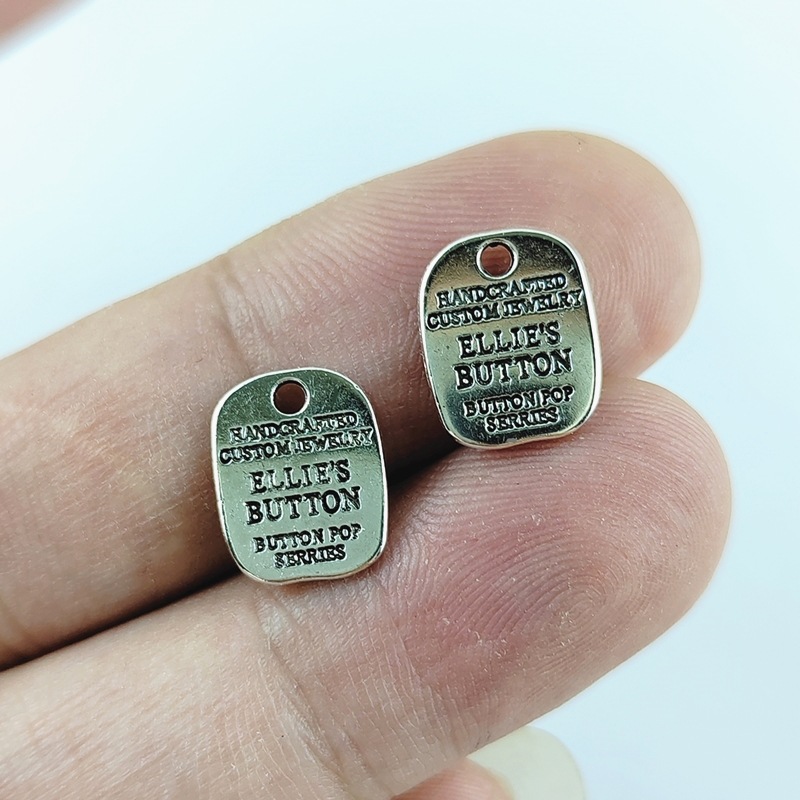 HANDCRAFTED
CUSTOM JEWELRY
ELLIE'S
BUTTON
BUTTON POP
SERRIES
HANDCRAFTED
CUSTOM JEWELRY
ELLIE'S
BUTTON
BUTTON POP
SERRIES